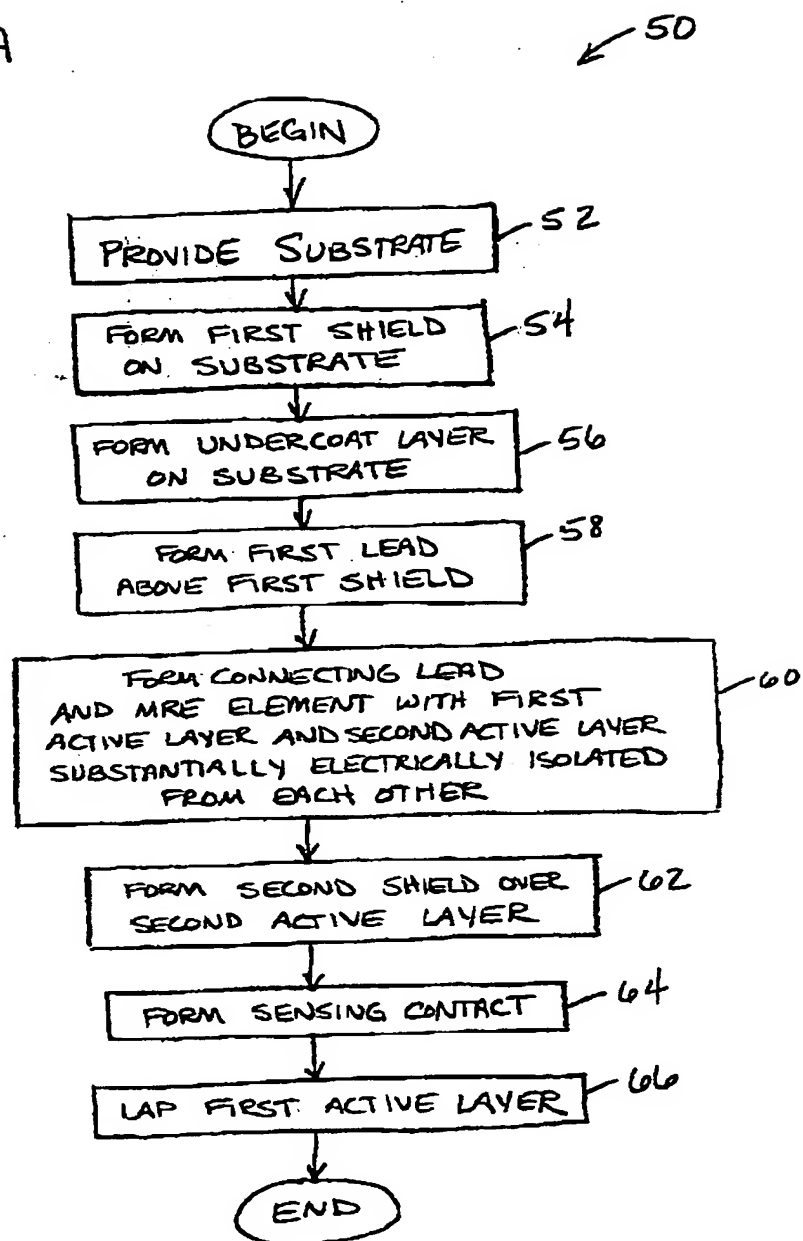 A
50
BEGIN
PROVIDE SUBSTRATE
52
FORM FIRST SHIELD
ON SUBSTRATE
54
FORM UNDERCOAT LAYER
ON SUBSTRATE
56
FORM FIRST LEAD
ABOVE FIRST SHIELD
58
FORM CONNECTING LEAD
AND MRE ELEMENT WITH FIRST
ACTIVE LAYER AND SECOND ACTIVE LAYER
SUBSTANTIALLY ELECTRICALLY ISOLATED
FROM EACH OTHER
60
FORM SECOND SHIELD OVER
SECOND ACTIVE LAYER
62
FORM SENSING CONTACT
64
LAP FIRST ACTIVE LAYER
66
END